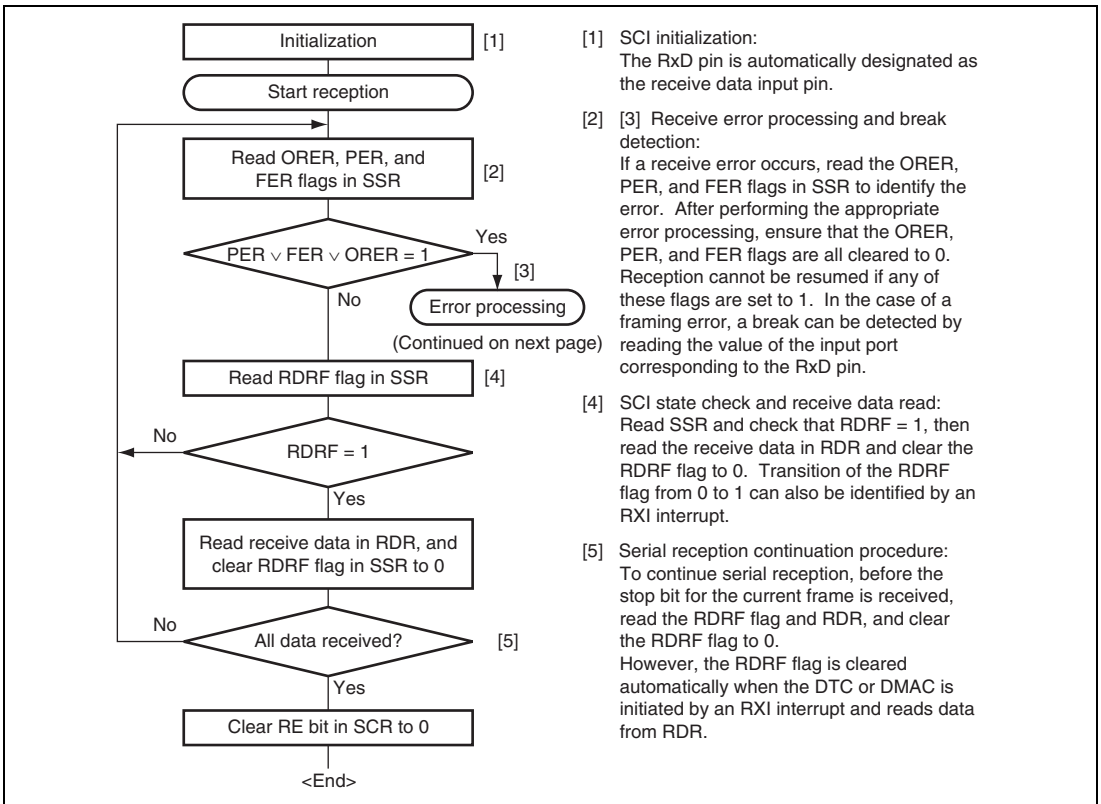 Initialization [1]
Start reception
Read ORER, PER, and
FER flags in SSR
[2]
PER ∨ FER ∨ ORER = 1
Yes
[3]
No
Error processing
(Continued on next page)
Read RDRF flag in SSR [4]
No
RDRF = 1
Yes
Read receive data in RDR, and
clear RDRF flag in SSR to 0
No
All data received? [5]
Yes
Clear RE bit in SCR to 0
<End>
[1] SCI initialization:
The RxD pin is automatically designated as
the receive data input pin.
[2] [3] Receive error processing and break
detection:
If a receive error occurs, read the ORER,
PER, and FER flags in SSR to identify the
error. After performing the appropriate
error processing, ensure that the ORER,
PER, and FER flags are all cleared to 0.
Reception cannot be resumed if any of
these flags are set to 1. In the case of a
framing error, a break can be detected by
reading the value of the input port
corresponding to the RxD pin.
[4] SCI state check and receive data read:
Read SSR and check that RDRF = 1, then
read the receive data in RDR and clear the
RDRF flag to 0. Transition of the RDRF
flag from 0 to 1 can also be identified by an
RXI interrupt.
[5] Serial reception continuation procedure:
To continue serial reception, before the
stop bit for the current frame is received,
read the RDRF flag and RDR, and clear
the RDRF flag to 0.
However, the RDRF flag is cleared
automatically when the DTC or DMAC is
initiated by an RXI interrupt and reads data
from RDR.